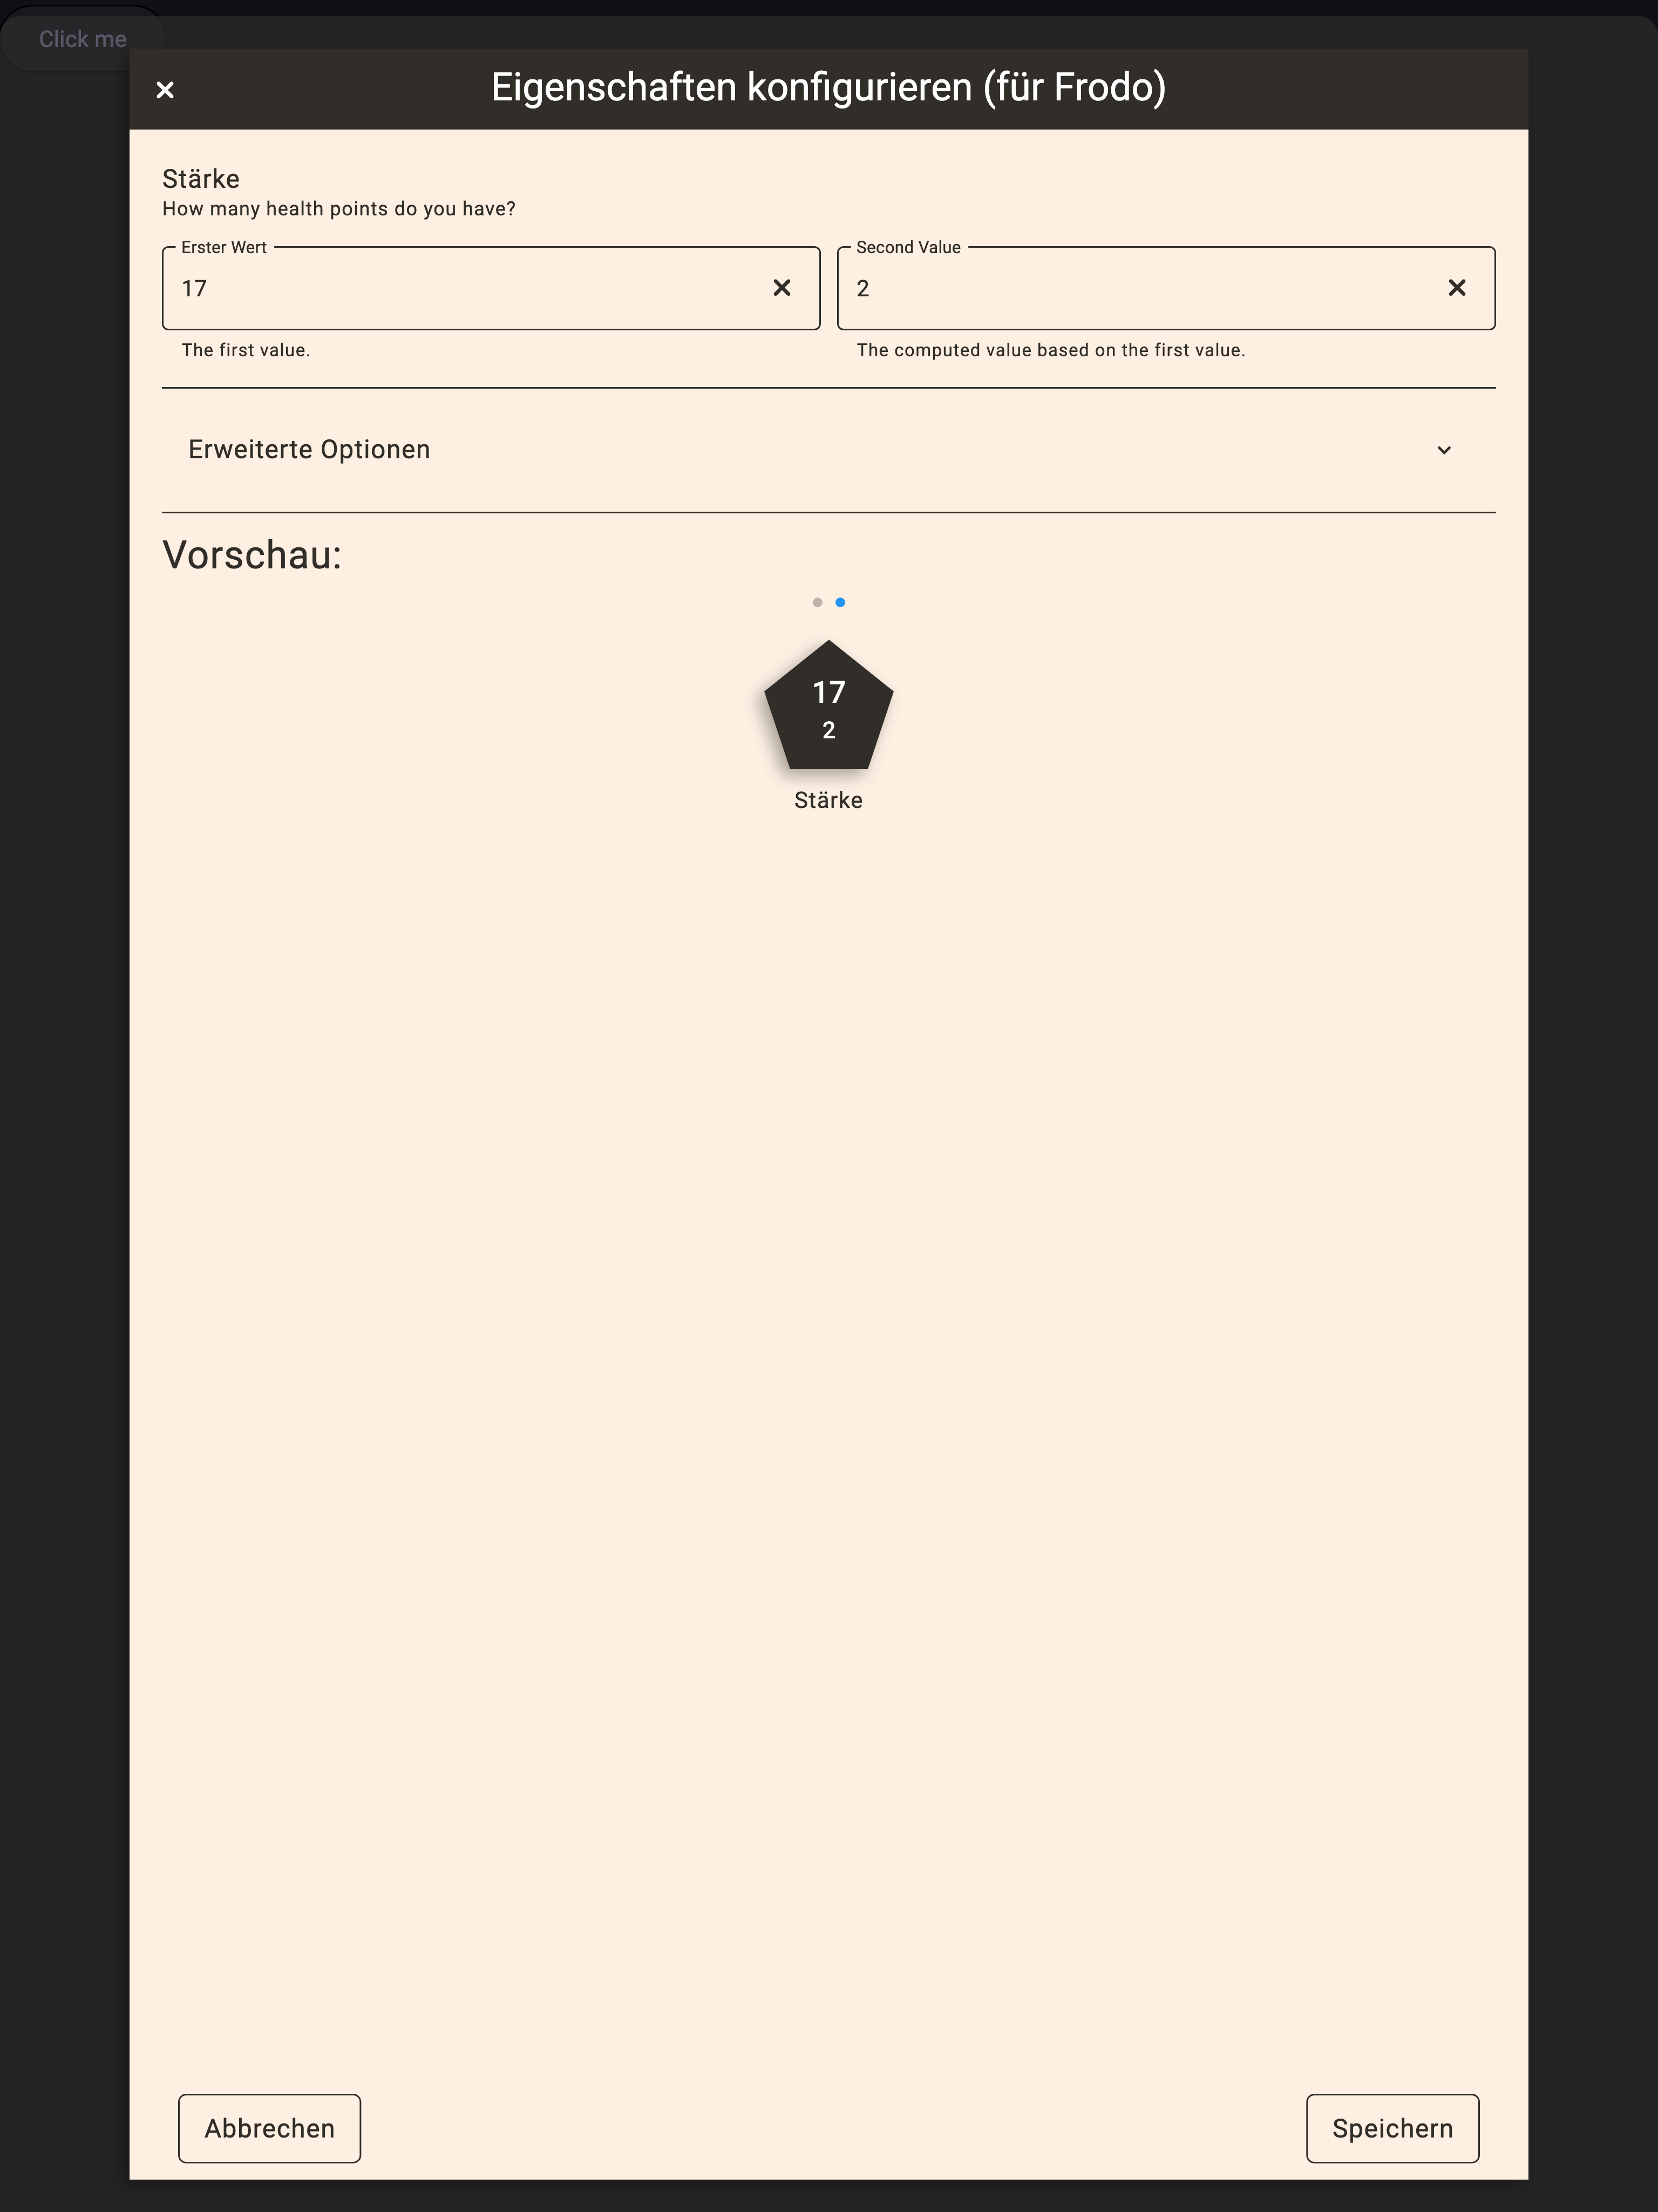 Click me
Eigenschaften konfigurieren (für Frodo)
Stärke
How many health points do you have?
Erster Wert
17
The first value.
Second Value
2
The computed value based on the first value.
Erweiterte Optionen
Vorschau:
17
2
Stärke
Abbrechen
Speichern